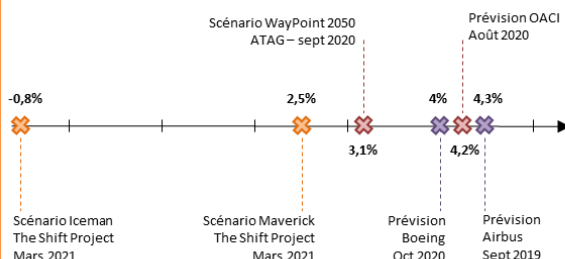 Scénario WayPoint 2050
ATAG – sept 2020
Prévision OACI
Août 2020
-0,8%
2,5%
4%
4,3%
3,1%
4,2%
Scénario Iceman
The Shift Project
Mars 2021
Scénario Maverick
The Shift Project
Mars 2021
Prévision
Boeing
Oct 2020
Prévision
Airbus
Sept 2019